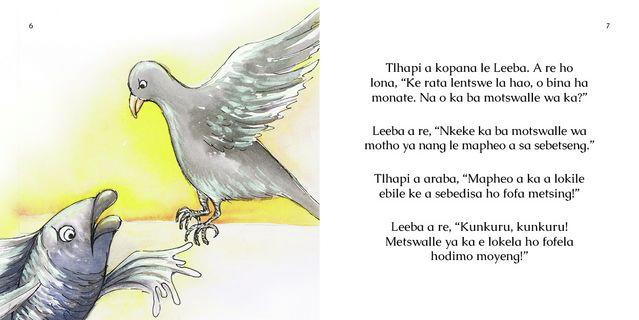 6
7
Tlhapi a kopana le Leeba. A re ho
lona, “Ke rata lentswe la hao, o bina ha
monate. Na o ka ba motswalle wa ka?”
Leeba a re, “Nkeke ka ba motswalle wa
motho ya nang le mapheo a sa sebetseng.”
Tlhapi a araba, “Mapheo a ka a lokile
ebile ke a sebedisa ho fofa metsing!”
Leeba a re, “Kunkuru, kunkuru!
Metswalle ya ka e lokela ho fofela
hodimo moyeng!”